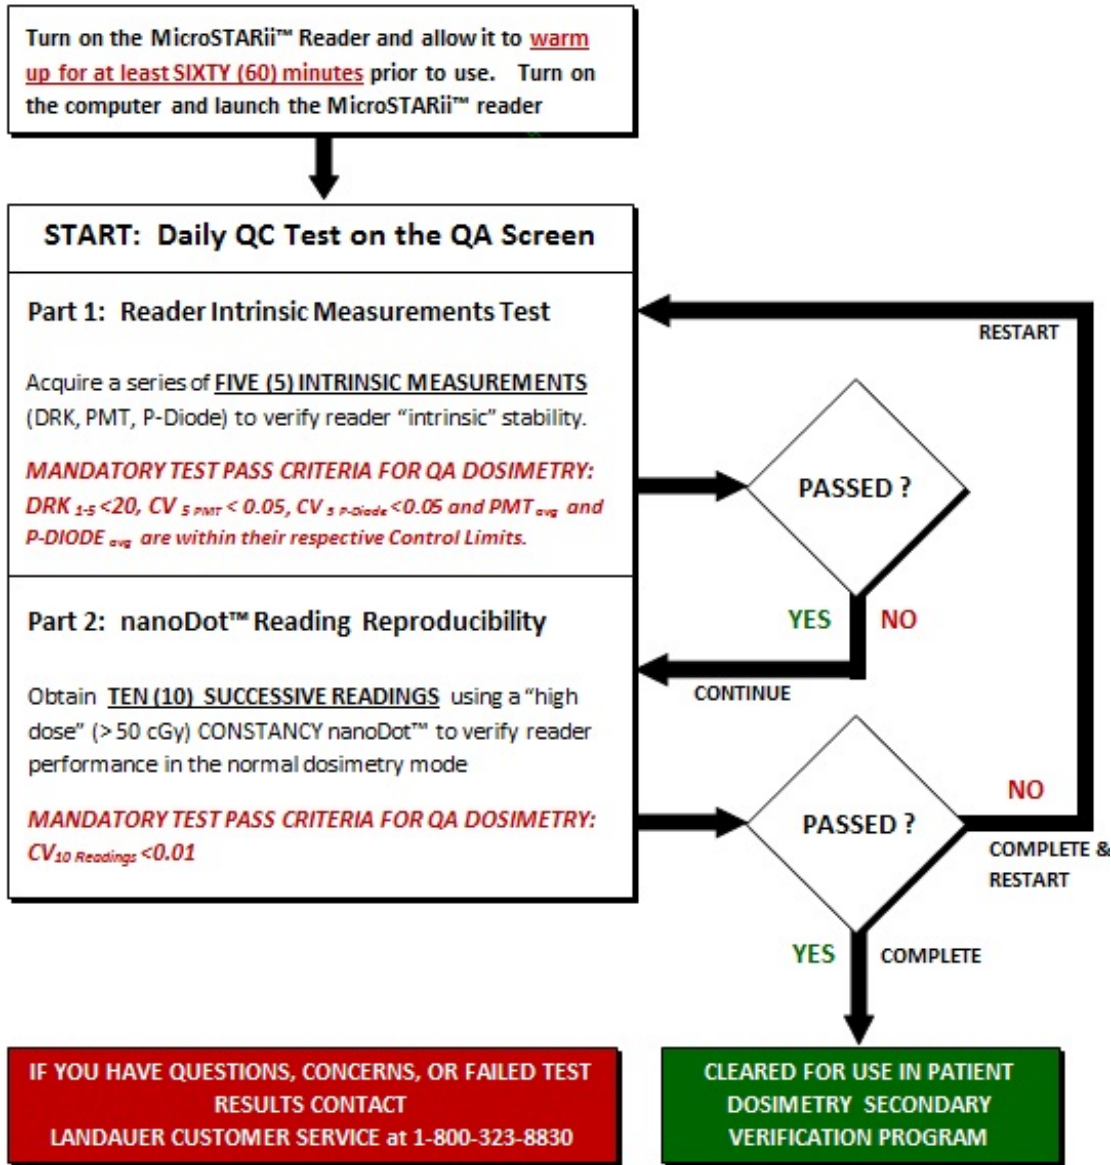 Turn on the MicroSTARii™ Reader and allow it to warm
up for at least SIXTY (60) minutes prior to use. Turn on
the computer and launch the MicroSTARii™ reader
START: Daily QC Test on the QA Screen
Part 1: Reader Intrinsic Measurements Test
Acquire a series of FIVE (5) INTRINSIC MEASUREMENTS
(DRK, PMT, P-Diode) to verify reader “intrinsic” stability.
MANDATORY TEST PASS CRITERIA FOR QA DOSIMETRY:
DRK 1-5 <20, CV 5 PMT < 0.05, CV 5 P-Diode <0.05 and PMT avg and
P-DIODE avg are within their respective Control Limits.
RESTART
PASSED ?
YES NO
CONTINUE
Part 2: nanoDot™ Reading Reproducibility
Obtain TEN (10) SUCCESSIVE READINGS using a “high
dose” (> 50 cGy) CONSTANCY nanoDot™ to verify reader
performance in the normal dosimetry mode
MANDATORY TEST PASS CRITERIA FOR QA DOSIMETRY:
CV10 Readings <0.01
PASSED ?
NO
COMPLETE &
RESTART
YES COMPLETE
IF YOU HAVE QUESTIONS, CONCERNS, OR FAILED TEST
RESULTS CONTACT
LANDAUER CUSTOMER SERVICE at 1-800-323-8830
CLEARED FOR USE IN PATIENT
DOSIMETRY SECONDARY
VERIFICATION PROGRAM